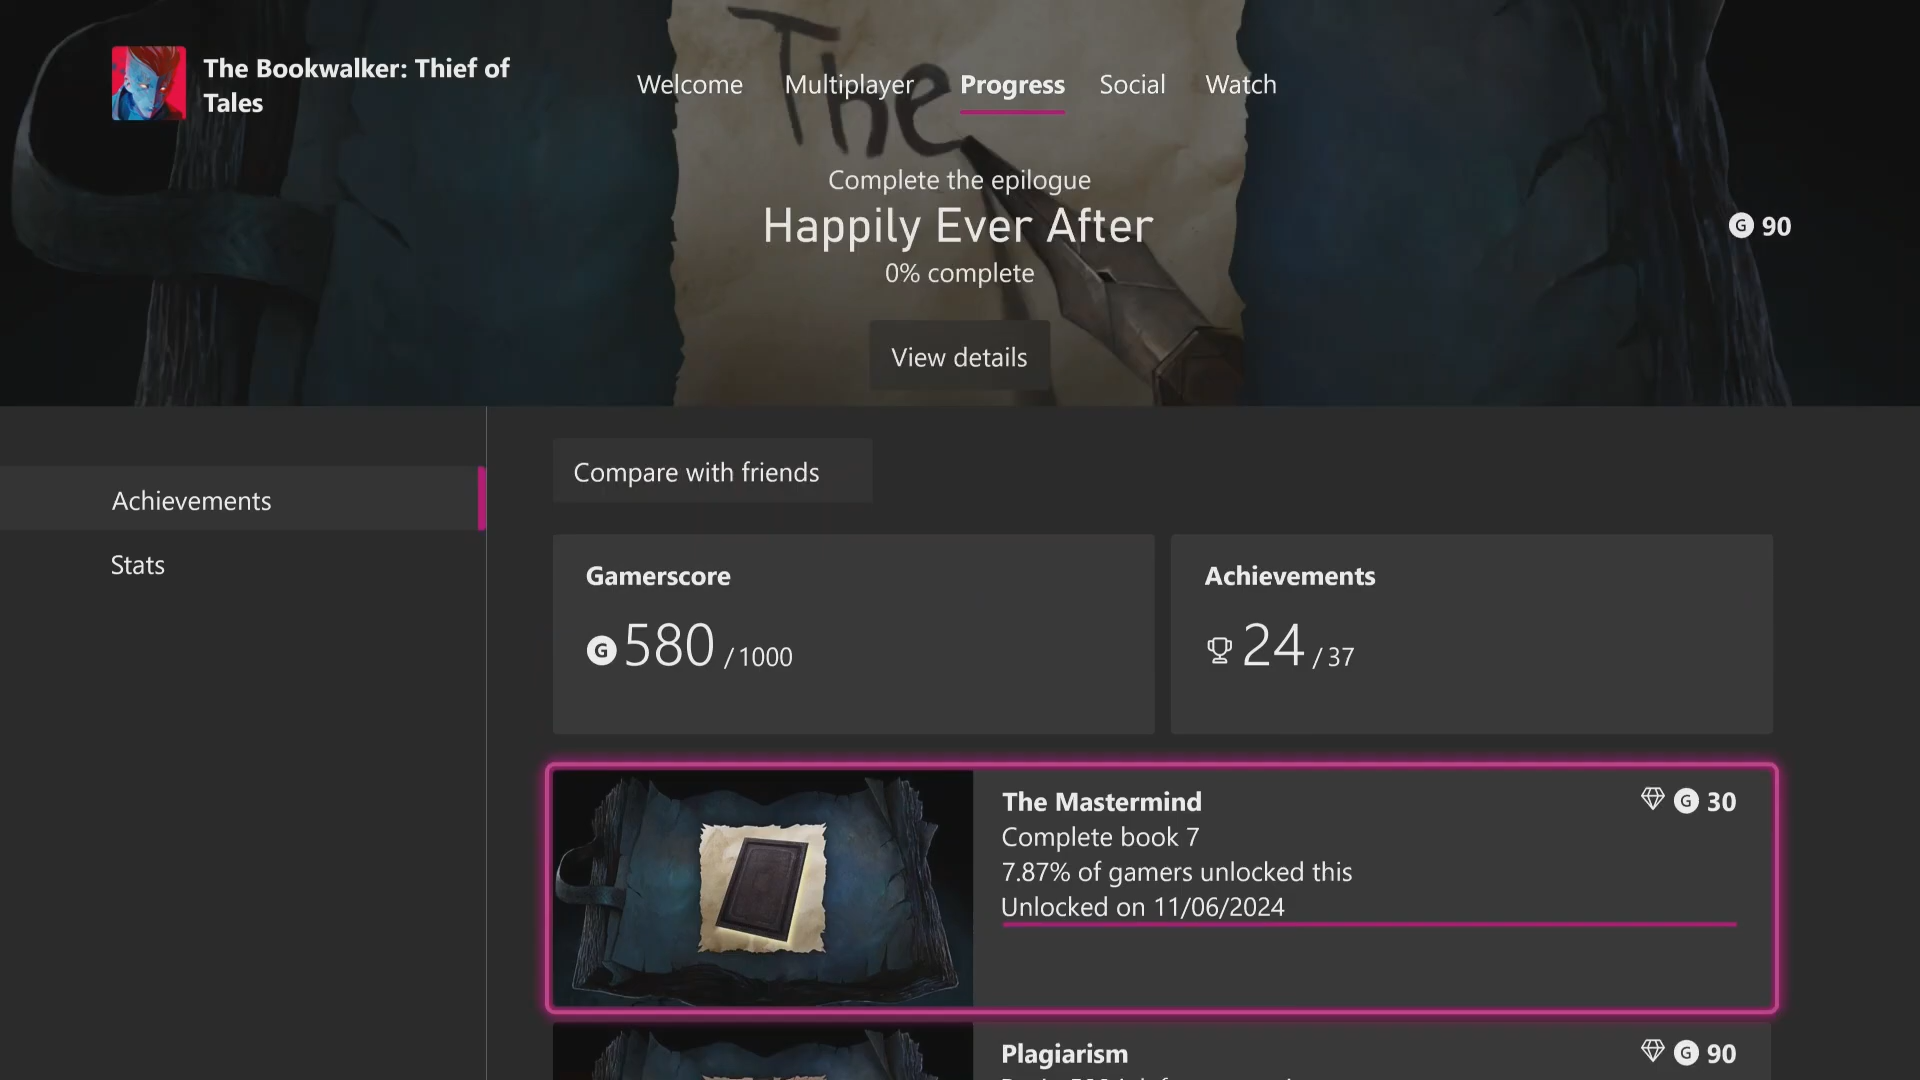 The Bookwalker: Thief of
Tales
Welcome
Multiplayer
Progress
Social
Watch
The
Complete the epilogue
Happily Ever After
0% complete
G 90
View details
Achievements
Stats
Compare with friends
Gamerscore
G 580 / 1000
Achievements
24 / 37
The Mastermind
G 30
Complete book 7
7.87% of gamers unlocked this
Unlocked on 11/06/2024
Plagiarism
G 90